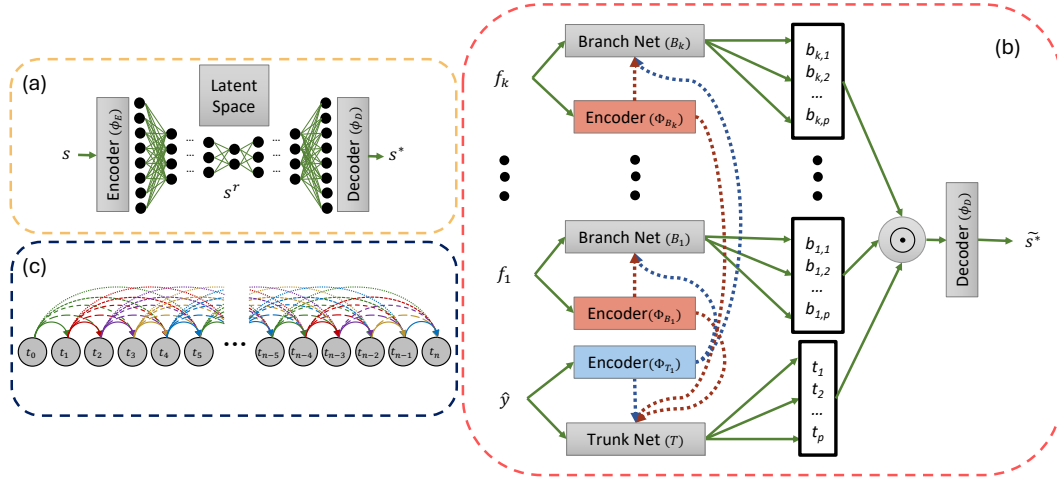 (a)
Latent
Space
s
Encoder (ϕ_E)
... ...
... ...
s^r
Decoder (ϕ_D)
s^*
(c)
t_0 t_1 t_2 t_3 t_4 t_5 ... t_{n−5} t_{n−4} t_{n−3} t_{n−2} t_{n−1} t_n
(b)
f_k
Branch Net (B_k)
Encoder (Φ_{B_k})
b_{k,1}
b_{k,2}
...
b_{k,p}
f_1
Branch Net (B_1)
Encoder(Φ_{B_1})
b_{1,1}
b_{1,2}
...
b_{1,p}
ŷ
Encoder(Φ_{T_1})
Trunk Net (T)
t_1
t_2
...
t_p
Decoder (ϕ_D)
s̃^*